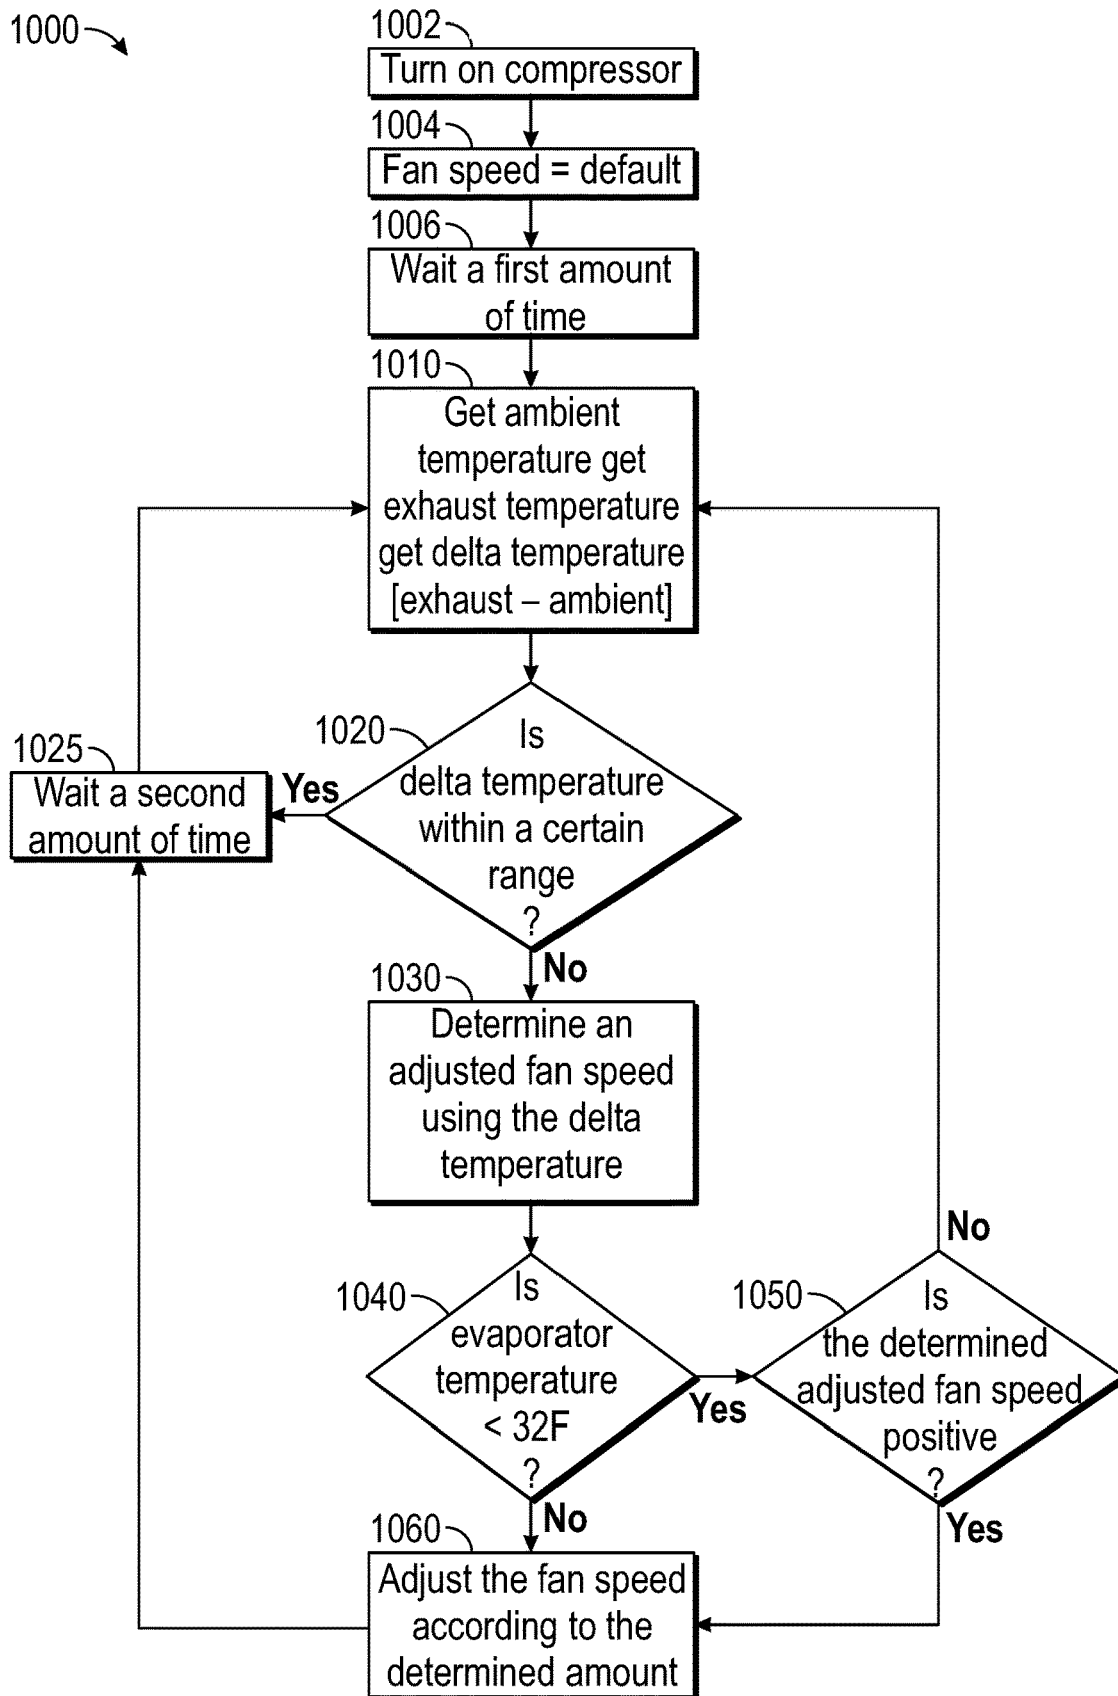 1000
1002
Turn on compressor
1004
Fan speed = default
1006
Wait a first amount
of time
1010
Get ambient
temperature get
exhaust temperature
get delta temperature
[exhaust – ambient]
1020
Is
delta temperature
within a certain
range
?
Yes
1025
Wait a second
amount of time
No
1030
Determine an
adjusted fan speed
using the delta
temperature
1040
Is
evaporator
temperature
< 32F
?
Yes
No
1050
Is
the determined
adjusted fan speed
positive
?
No
Yes
1060
Adjust the fan speed
according to the
determined amount